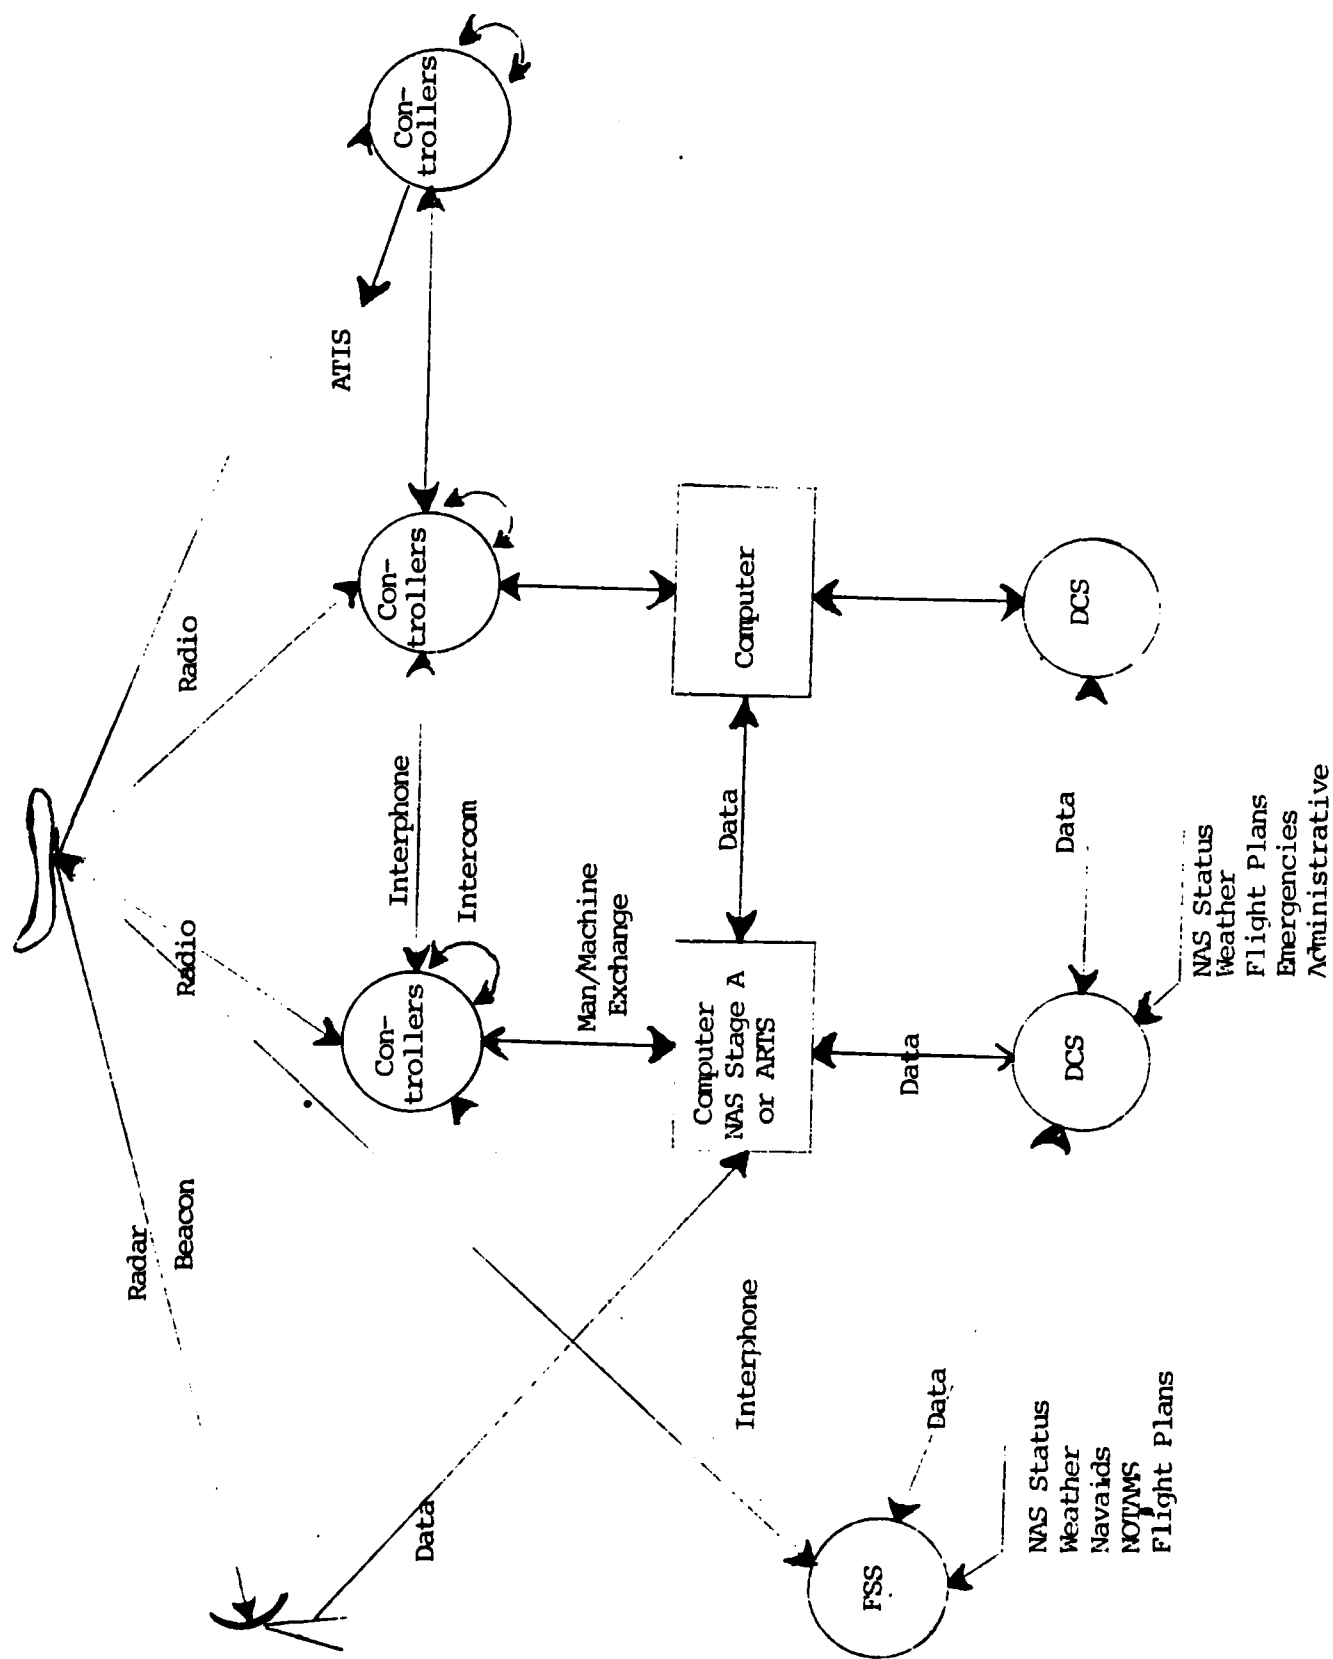 Radar
Beacon
Radio
Radio
Data
Con-
trollers
Interphone
Intercom
Con-
trollers
ATIS
Con-
trollers
Man/Machine
Exchange
Interphone
Computer
NAS Stage A
or ARTS
Data
Computer
FSS
Data
Data
DCS
Data
DCS
NAS Status
Weather
Navaids
NOTAMS
Flight Plans
NAS Status
Weather
Flight Plans
Emergencies
Administrative